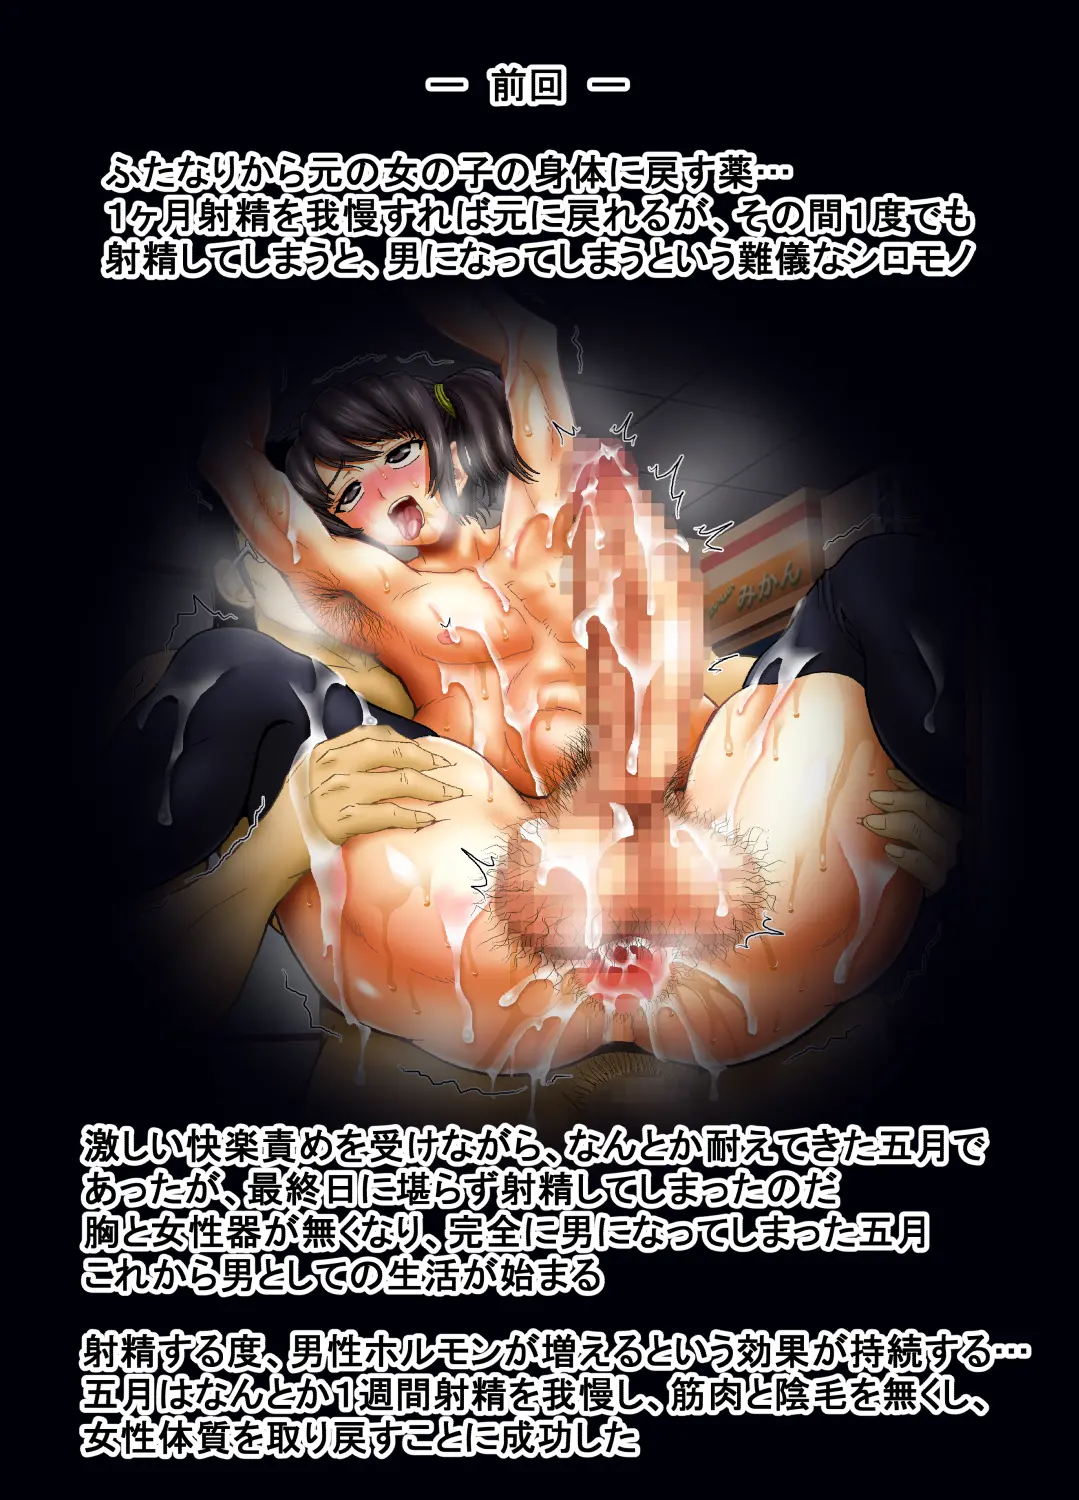 ― 前回 ―
ふたなりから元の女の子の身体に戻す薬…
１ヶ月射精を我慢すれば元に戻れるが、その間１度でも
射精してしまうと、男になってしまうという難儀なシロモノ
みかん
激しい快楽責めを受けながら、なんとか耐えてきた五月で
あったが、最終日に堪らず射精してしまったのだ
胸と女性器が無くなり、完全に男になってしまった五月
これから男としての生活が始まる
射精する度、男性ホルモンが増えるという効果が持続する…
五月はなんとか１週間射精を我慢し、筋肉と陰毛を無くし、
女性体質を取り戻すことに成功した